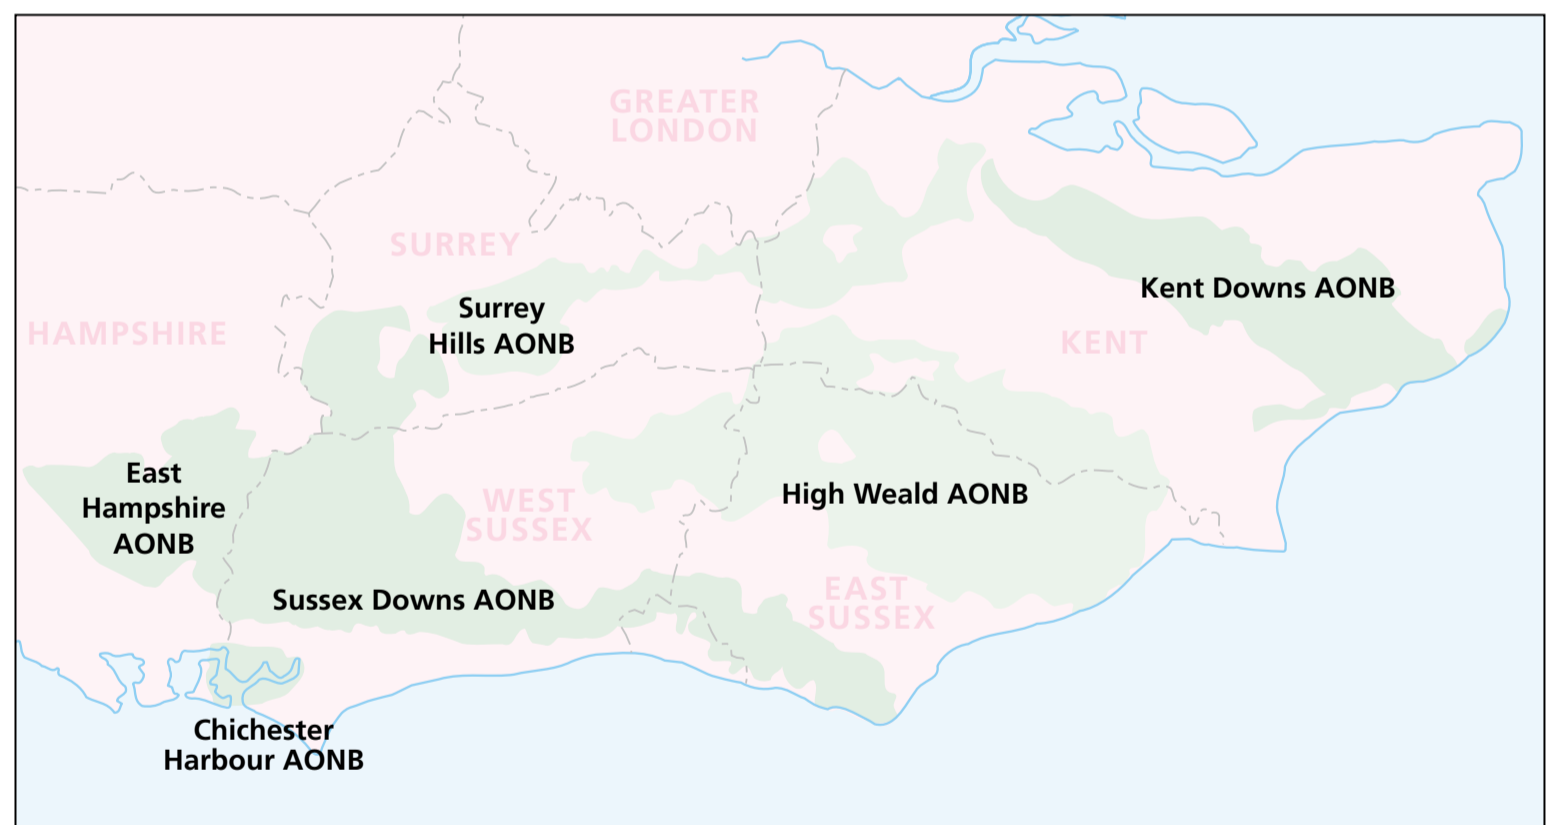 GREATER
LONDON
SURREY
Kent Downs AONB
Surrey
Hills AONB
HAMPSHIRE
KENT
East
Hampshire
AONB
WEST
SUSSEX
High Weald AONB
Sussex Downs AONB
EAST
SUSSEX
Chichester
Harbour AONB